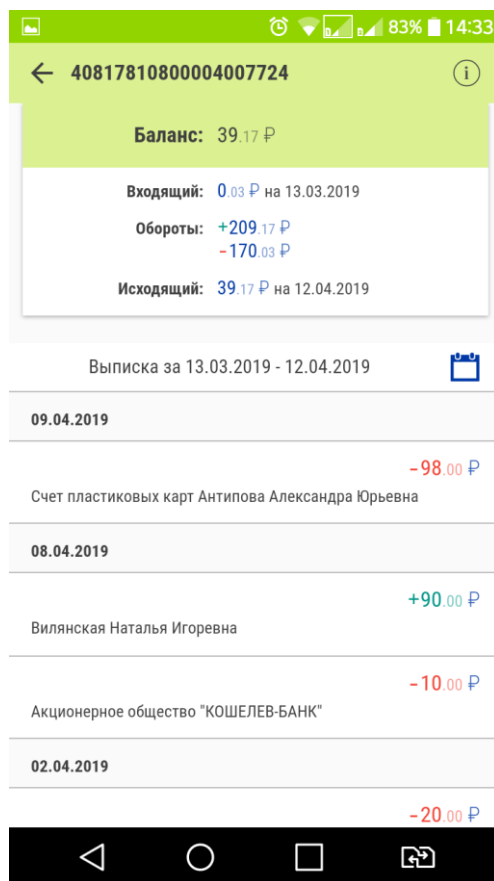 83% 14:33
40817810800004007724
Баланс: 39.17 ₽
Входящий: 0.03 ₽ на 13.03.2019
Обороты: +209.17 ₽
-170.03 ₽
Исходящий: 39.17 ₽ на 12.04.2019
Выписка за 13.03.2019 - 12.04.2019
09.04.2019
-98.00 ₽
Счет пластиковых карт Антипова Александра Юрьевна
08.04.2019
+90.00 ₽
Вилянская Наталья Игоревна
-10.00 ₽
Акционерное общество "КОШЕЛЕВ-БАНК"
02.04.2019
-20.00 ₽